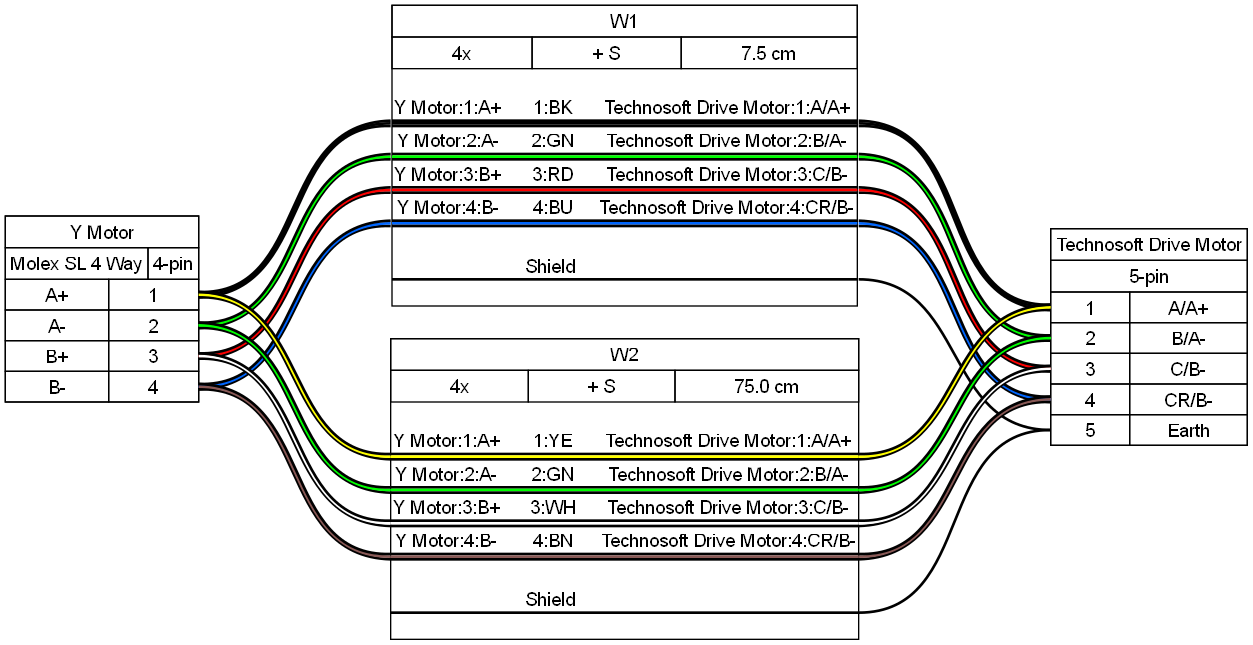 W1
4x + S 7.5 cm
Y Motor:1:A+ 1:BK Technosoft Drive Motor:1:A/A+
Y Motor:2:A- 2:GN Technosoft Drive Motor:2:B/A-
Y Motor:3:B+ 3:RD Technosoft Drive Motor:3:C/B-
Y Motor:4:B- 4:BU Technosoft Drive Motor:4:CR/B-
Shield
Y Motor
Molex SL 4 Way 4-pin
A+ 1
A- 2
B+ 3
B- 4
Technosoft Drive Motor
5-pin
1 A/A+
2 B/A-
3 C/B-
4 CR/B-
5 Earth
W2
4x + S 75.0 cm
Y Motor:1:A+ 1:YE Technosoft Drive Motor:1:A/A+
Y Motor:2:A- 2:GN Technosoft Drive Motor:2:B/A-
Y Motor:3:B+ 3:WH Technosoft Drive Motor:3:C/B-
Y Motor:4:B- 4:BN Technosoft Drive Motor:4:CR/B-
Shield